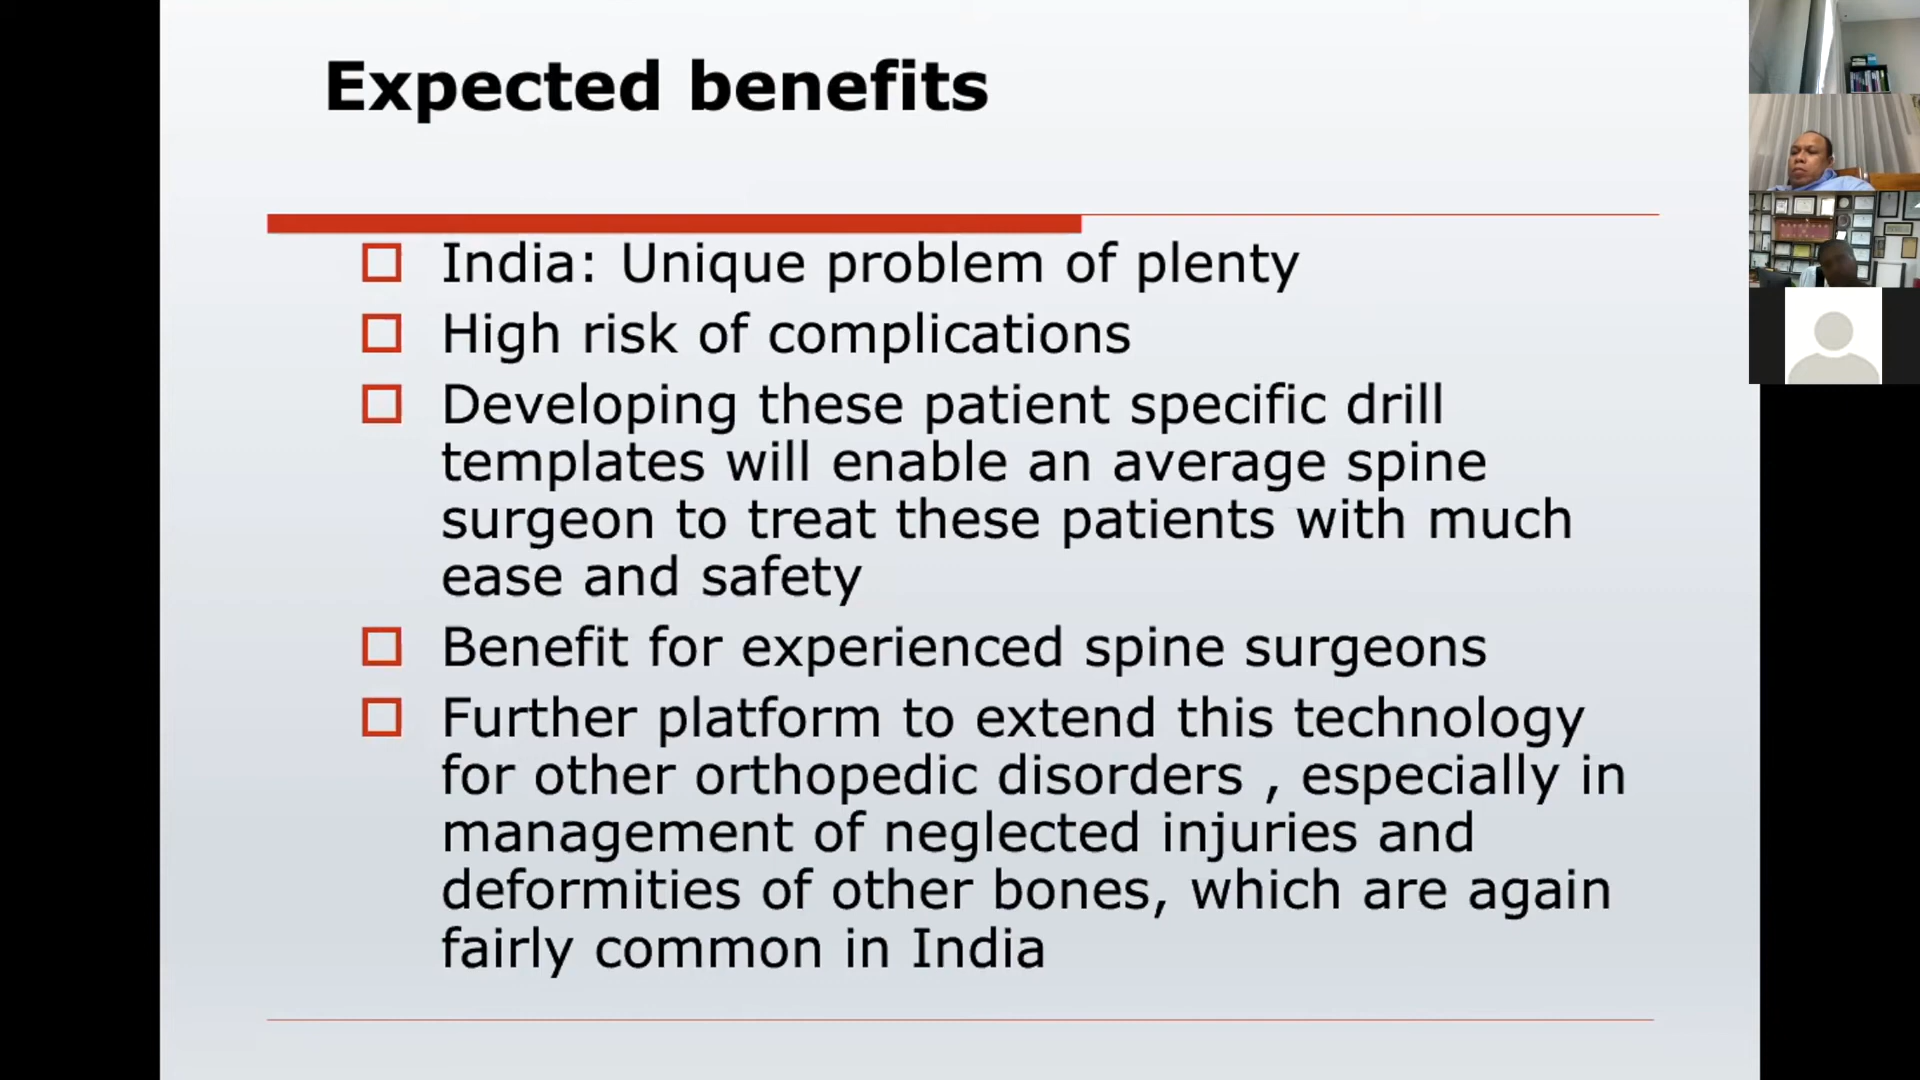 Expected benefits
India: Unique problem of plenty
High risk of complications
Developing these patient specific drill
templates will enable an average spine
surgeon to treat these patients with much
ease and safety
Benefit for experienced spine surgeons
Further platform to extend this technology
for other orthopedic disorders , especially in
management of neglected injuries and
deformities of other bones, which are again
fairly common in India